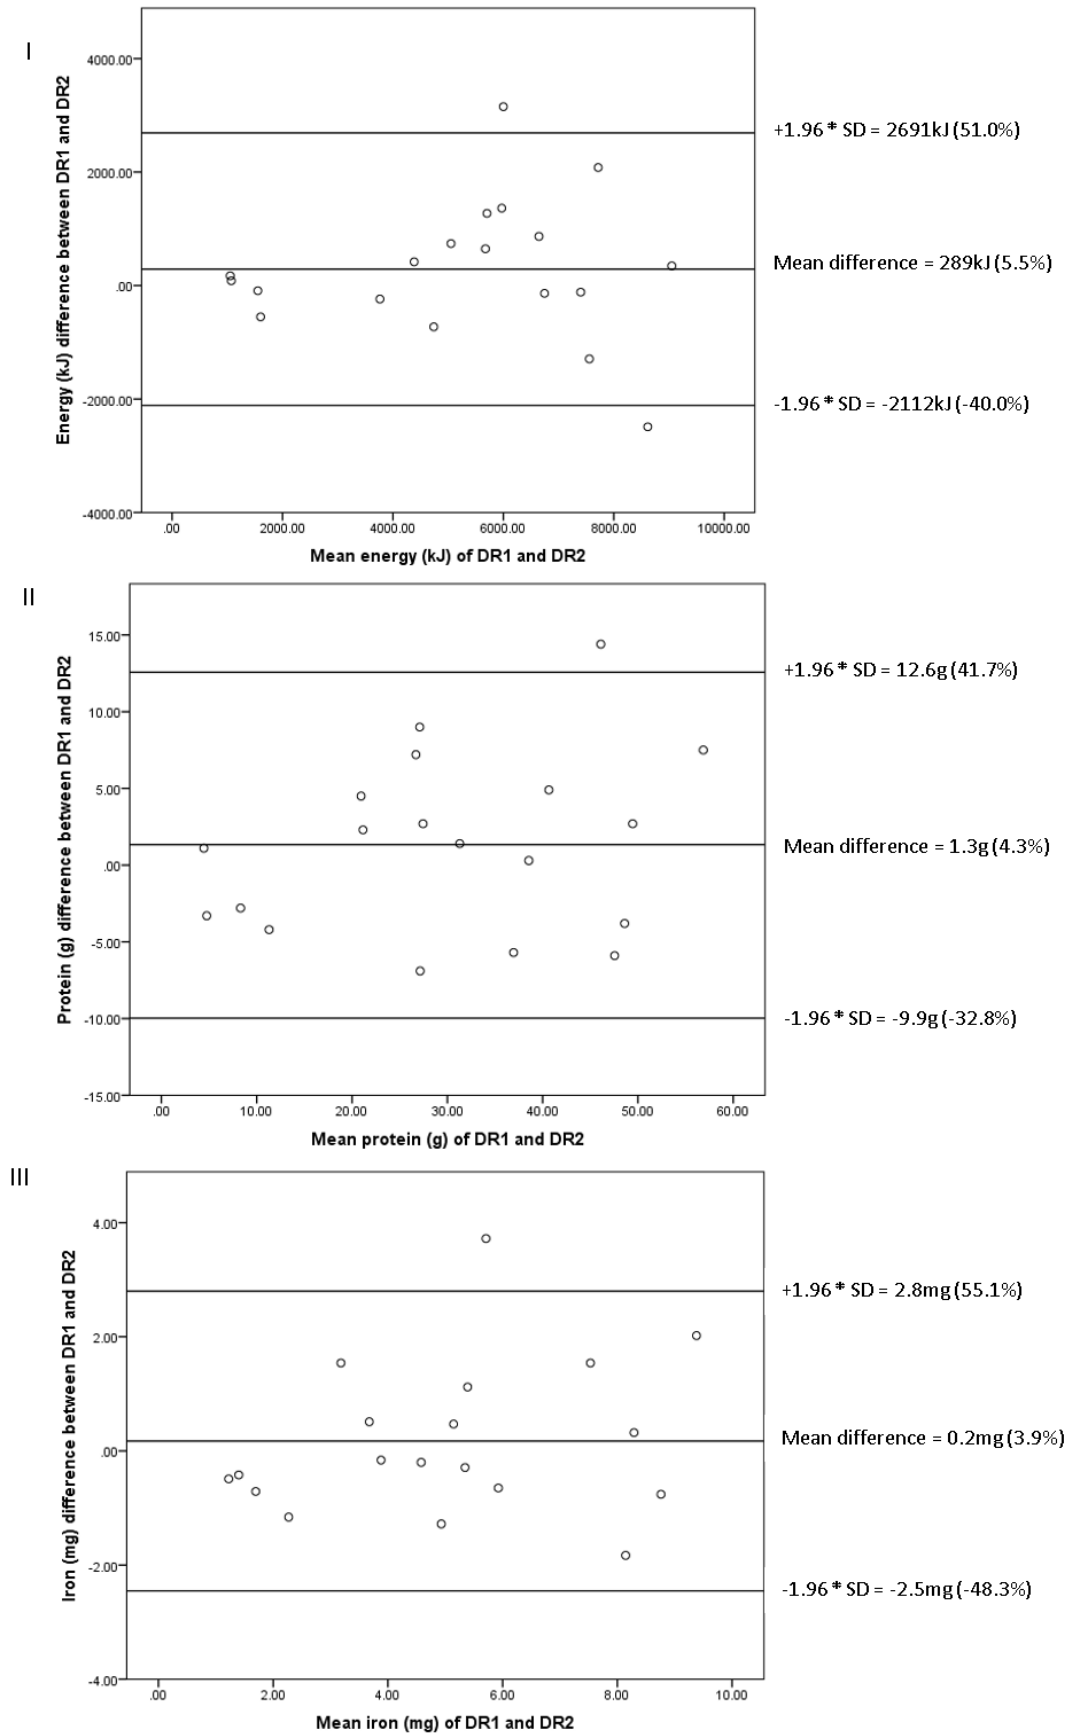 I
Energy (kJ) difference between DR1 and DR2
4000.00
2000.00
.00
-2000.00
-4000.00
+1.96 * SD = 2691kJ (51.0%)
Mean difference = 289kJ (5.5%)
-1.96 * SD = -2112kJ (-40.0%)
.00 2000.00 4000.00 6000.00 8000.00 10000.00
Mean energy (kJ) of DR1 and DR2
II
Protein (g) difference between DR1 and DR2
15.00
10.00
5.00
.00
-5.00
-10.00
-15.00
+1.96 * SD = 12.6g (41.7%)
Mean difference = 1.3g (4.3%)
-1.96 * SD = -9.9g (-32.8%)
.00 10.00 20.00 30.00 40.00 50.00 60.00
Mean protein (g) of DR1 and DR2
III
Iron (mg) difference between DR1 and DR2
4.00
2.00
.00
-2.00
-4.00
+1.96 * SD = 2.8mg (55.1%)
Mean difference = 0.2mg (3.9%)
-1.96 * SD = -2.5mg (-48.3%)
.00 2.00 4.00 6.00 8.00 10.00
Mean iron (mg) of DR1 and DR2